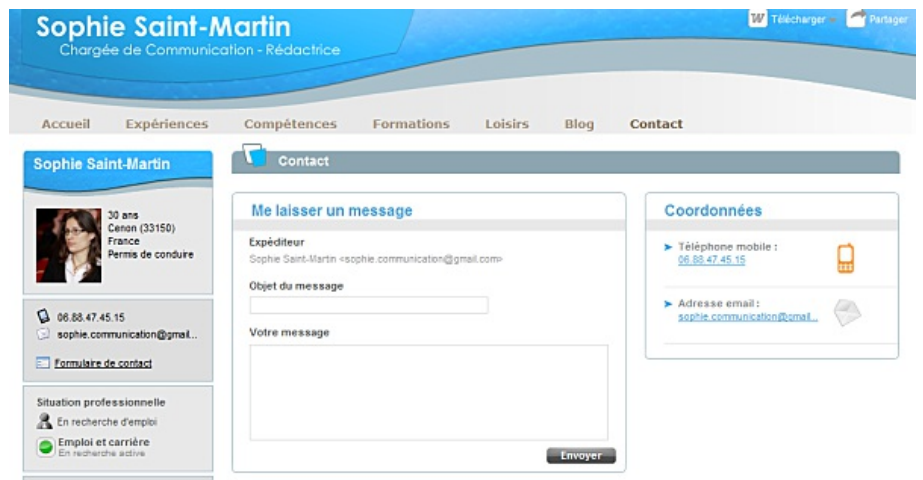 Sophie Saint-Martin
Chargée de Communication - Rédactrice
Télécharger
Partager
Accueil Expériences Compétences Formations Loisirs Blog Contact
Sophie Saint-Martin
30 ans
Cenon (33150)
France
Permis de conduire
06.88.47.45.15
sophie.communication@gmail...
Formulaire de contact
Situation professionnelle
En recherche d'emploi
Emploi et carrière
En recherche active
Contact
Me laisser un message
Expéditeur
Sophie Saint-Martin <sophie.communication@gmail.com>
Objet du message
Votre message
Envoyer
Coordonnées
Téléphone mobile :
06.88.47.45.15
Adresse email :
sophie.communication@gmail...